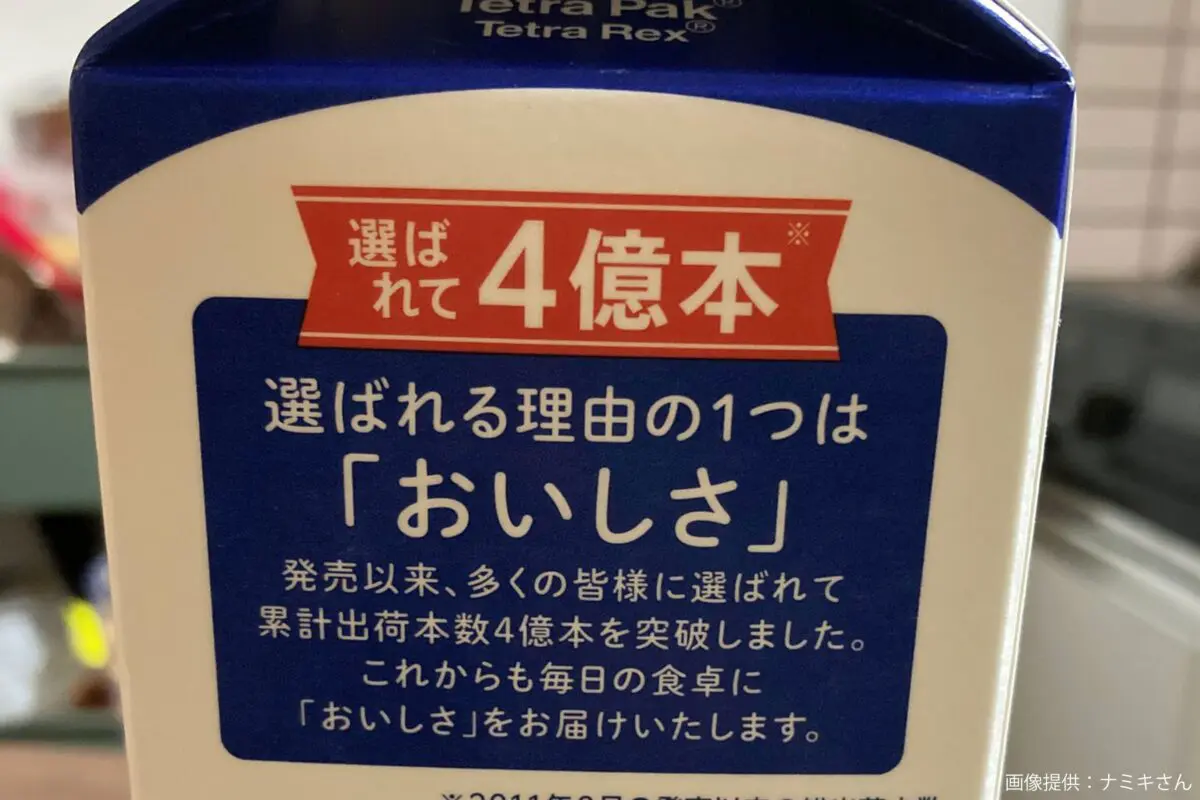 Tetra Pak®
Tetra Rex®
選ば
れて
4億本※
選ばれる理由の1つは
「おいしさ」
発売以来、多くの皆様に選ばれて
累計出荷本数4億本を突破しました。
これからも毎日の食卓に
「おいしさ」をお届けいたします。
画像提供：ナミキさん